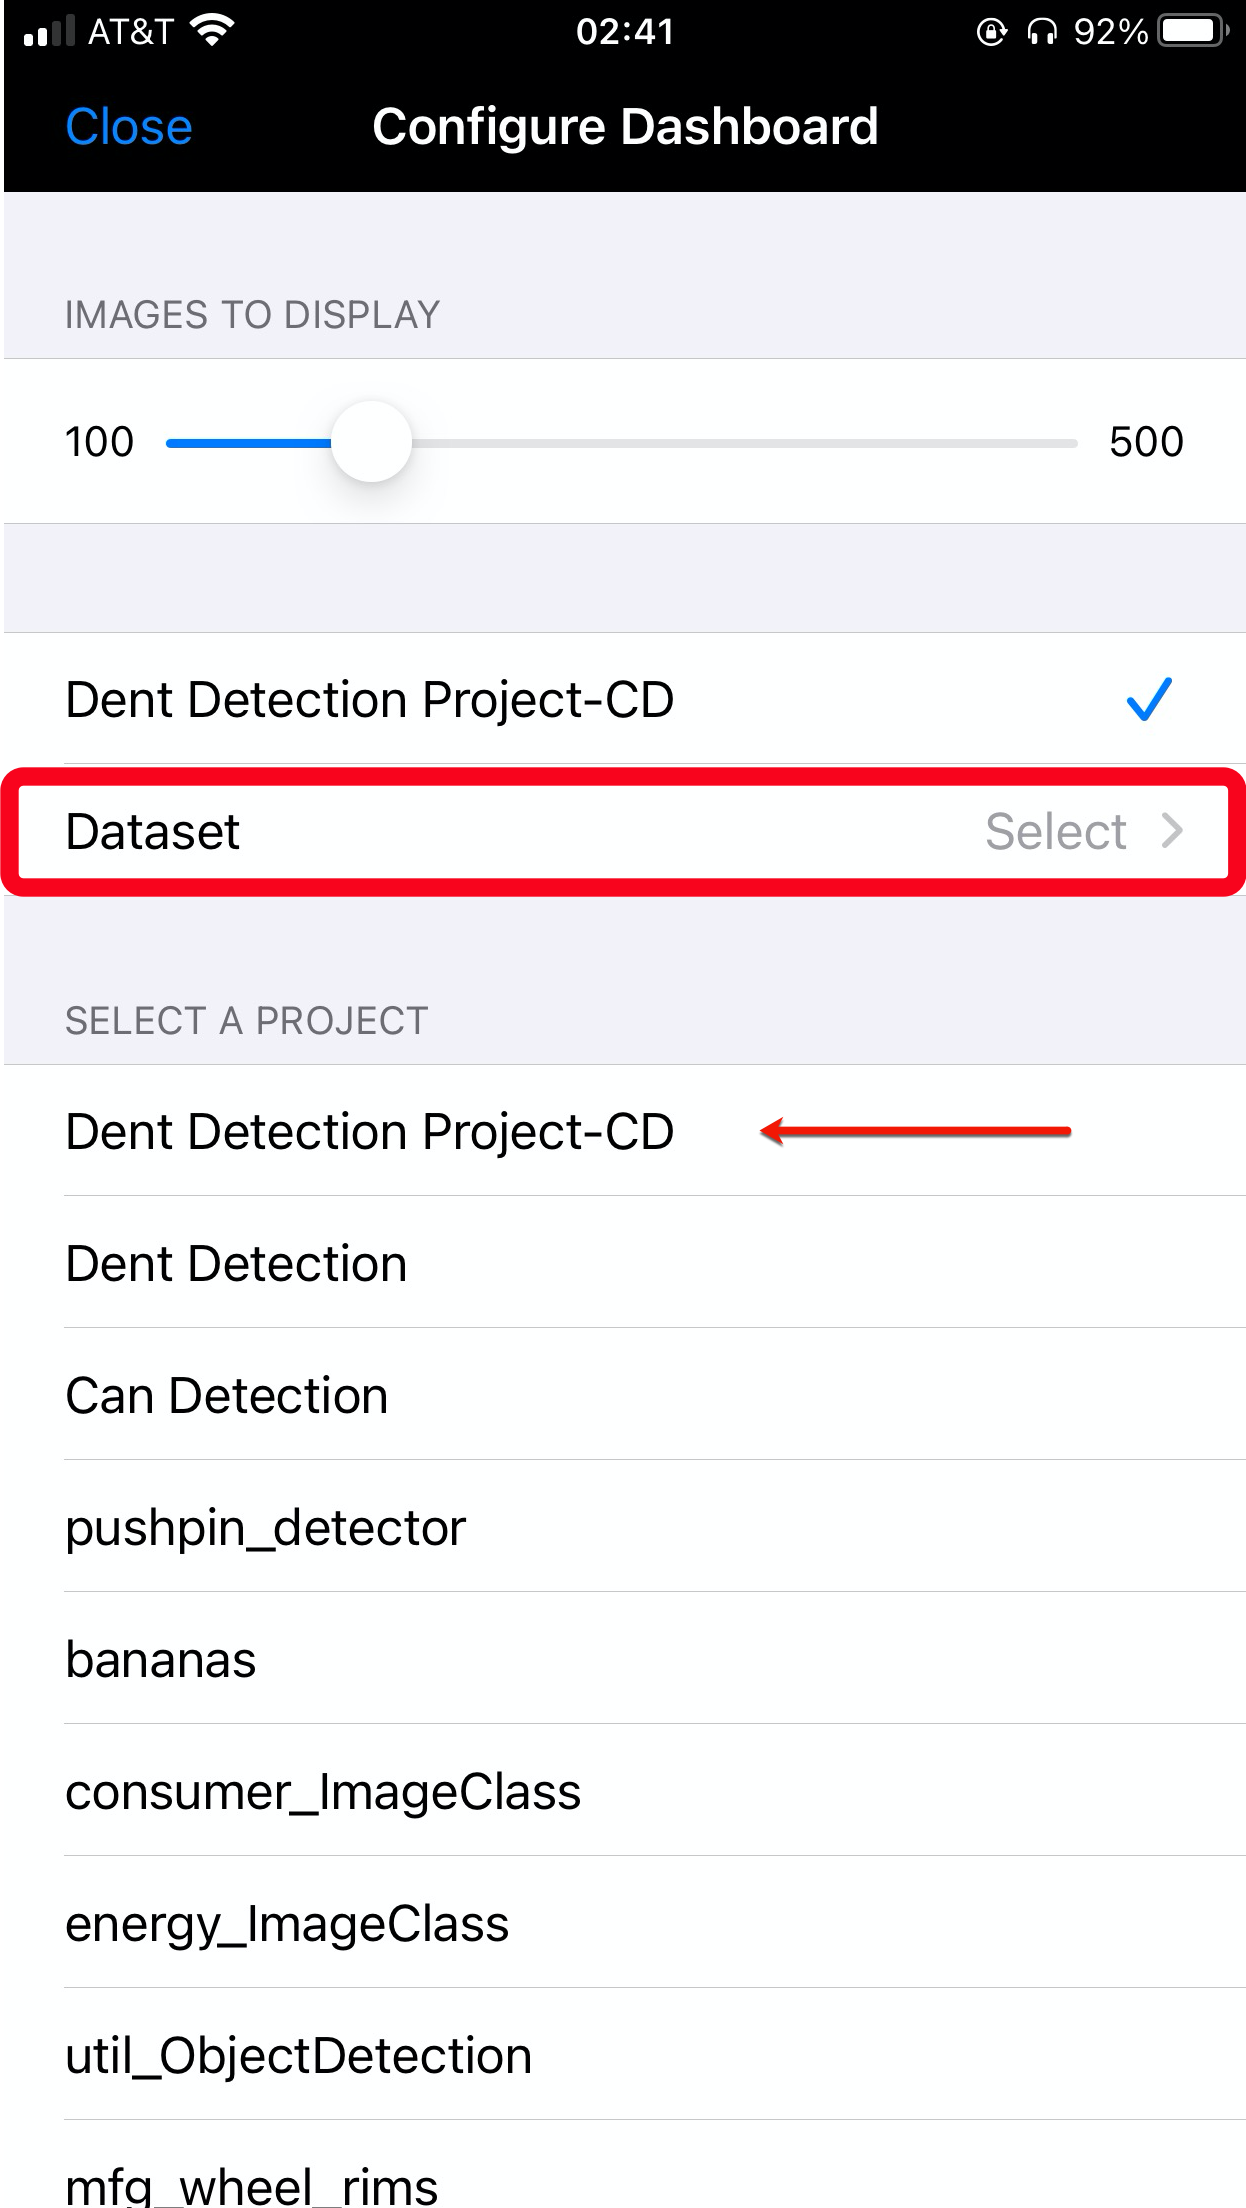 AT&T 02:41 92%
Close Configure Dashboard
IMAGES TO DISPLAY
100 500
Dent Detection Project-CD
Dataset Select
SELECT A PROJECT
Dent Detection Project-CD
Dent Detection
Can Detection
pushpin_detector
bananas
consumer_ImageClass
energy_ImageClass
util_ObjectDetection
mfg_wheel_rims